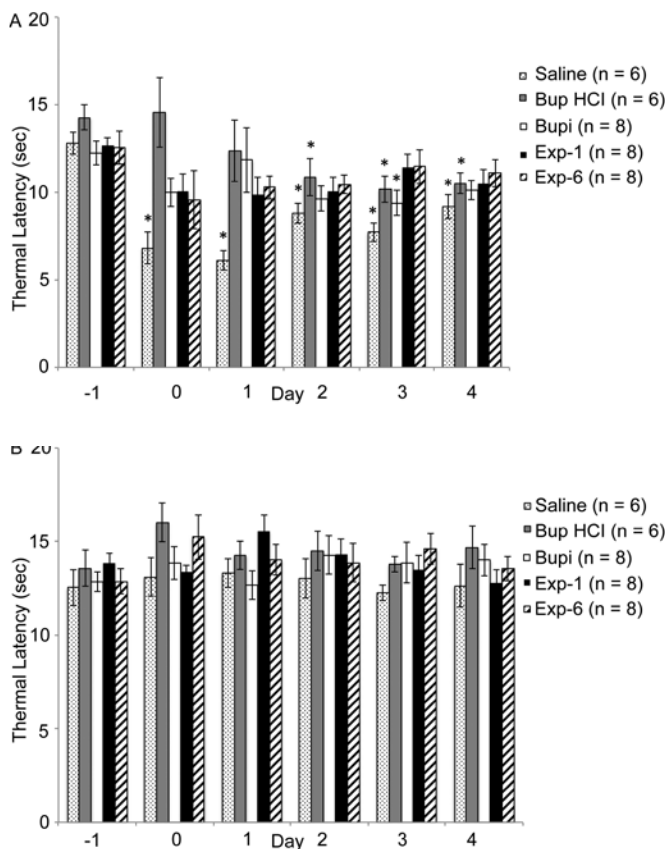 A
20
15
10
5
0
Thermal Latency (sec)
* * * * * * * * *
Saline (n = 6)
Bup HCl (n = 6)
Bupi (n = 8)
Exp-1 (n = 8)
Exp-6 (n = 8)
-1 0 1 Day 2 3 4
B
20
15
10
5
0
Thermal Latency (sec)
Saline (n = 6)
Bup HCl (n = 6)
Bupi (n = 8)
Exp-1 (n = 8)
Exp-6 (n = 8)
-1 0 1 Day 2 3 4